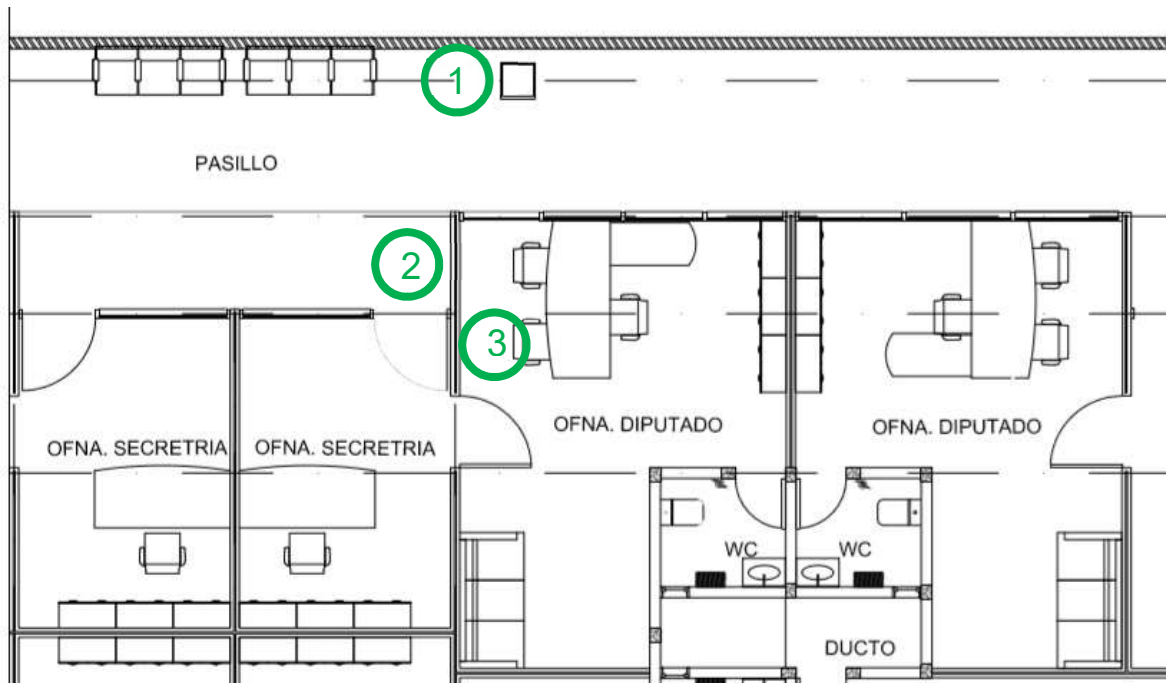 1
PASILLO
2
3
OFNA. DIPUTADO
OFNA. DIPUTADO
OFNA. SECRETRIA
OFNA. SECRETRIA
WC
WC
DUCTO